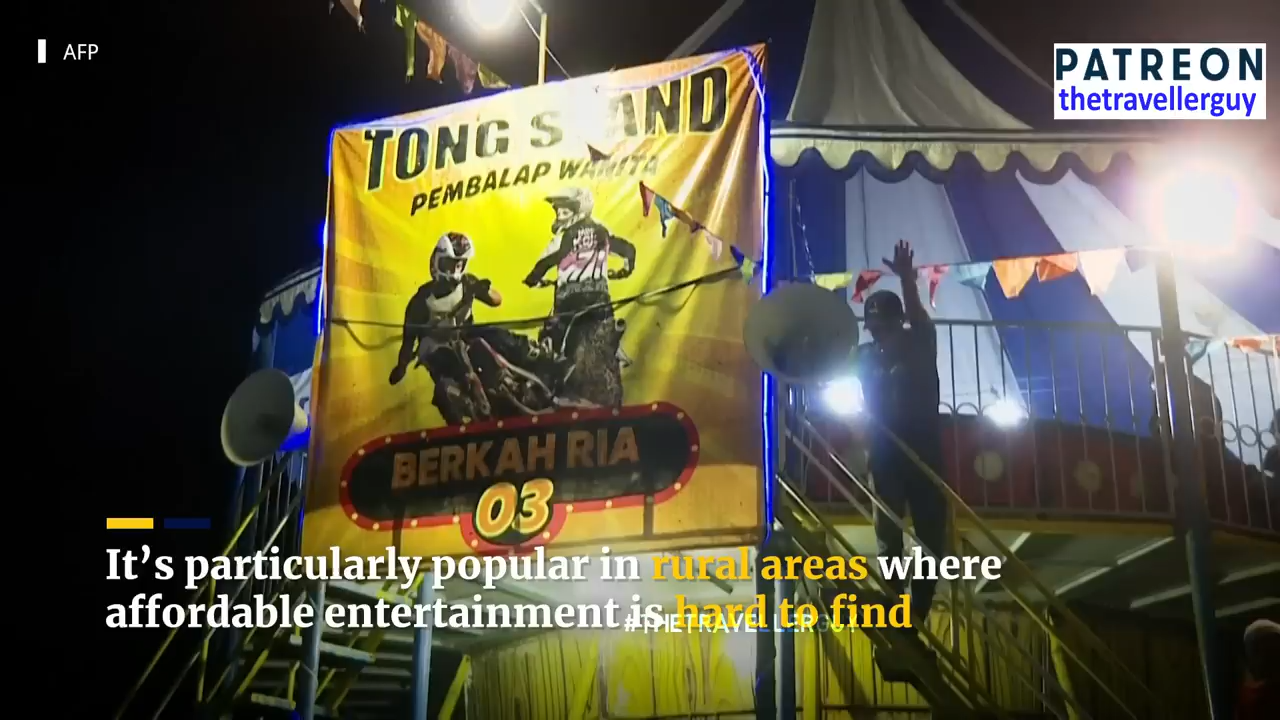 AFP
PATREON
thetravellerguy
TONG S AND
PEMBALAP WANITA
BERKAH RIA
03
It's particularly popular in rural areas where
affordable entertainment is hard to find
#THETRAVELLERGUY